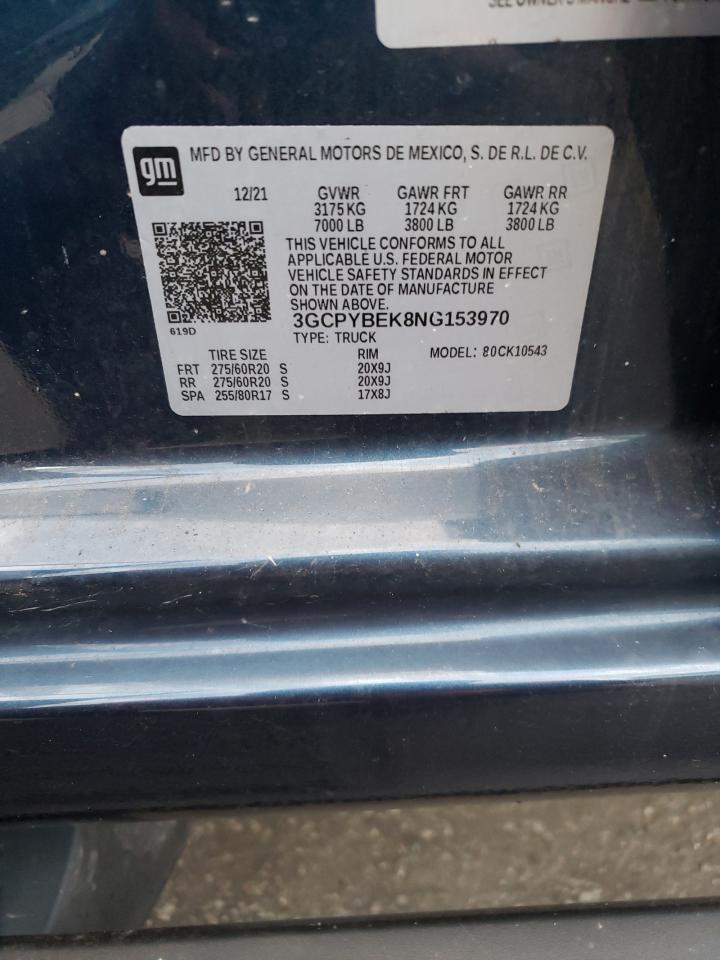 SEE OWNER'S MANUAL
gm
MFD BY GENERAL MOTORS DE MEXICO, S. DE R.L. DE C.V.
12/21 GVWR GAWR FRT GAWR RR
3175 KG 1724 KG 1724 KG
7000 LB 3800 LB 3800 LB
THIS VEHICLE CONFORMS TO ALL
APPLICABLE U.S. FEDERAL MOTOR
VEHICLE SAFETY STANDARDS IN EFFECT
ON THE DATE OF MANUFACTURE
SHOWN ABOVE.
3GCPYBEK8NG153970
619D
TYPE: TRUCK MODEL: 80CK10543
TIRE SIZE RIM
FRT 275/60R20 S 20X9J
RR 275/60R20 S 20X9J
SPA 255/80R17 S 17X8J